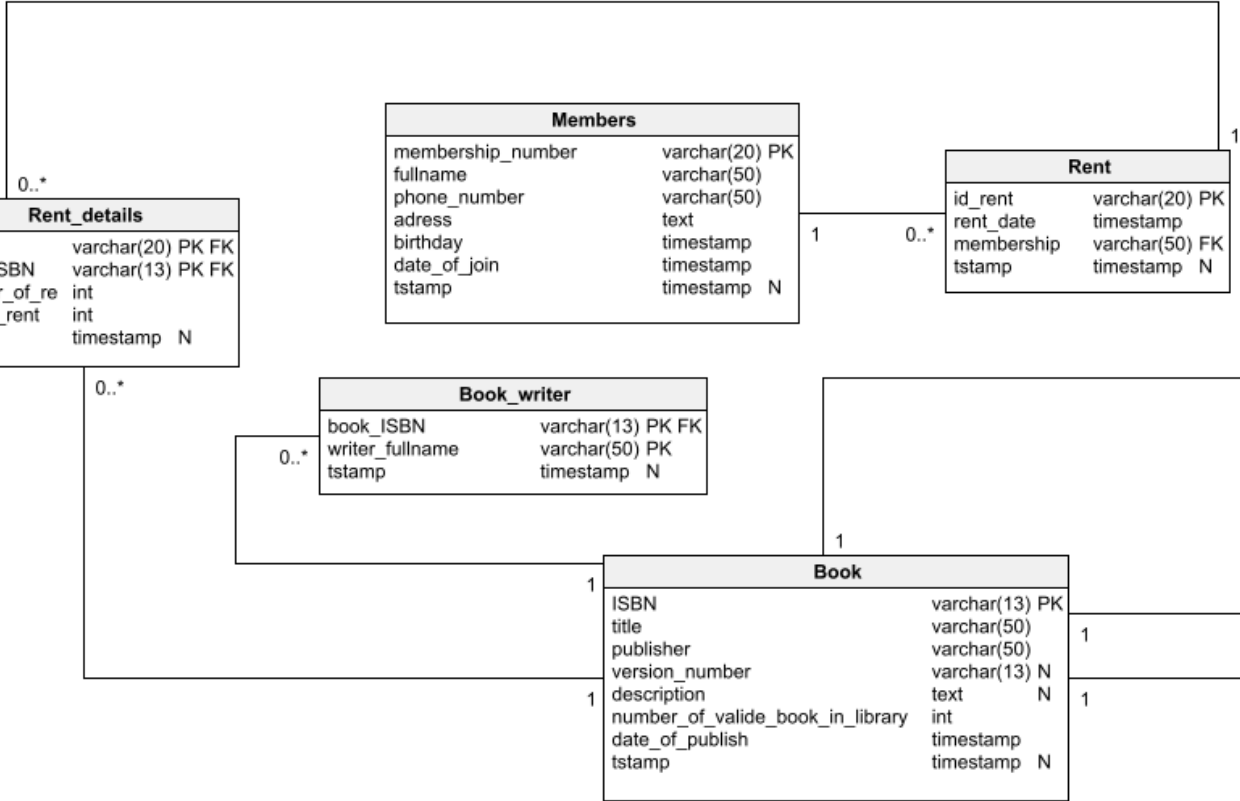 Members
membership_number varchar(20) PK
fullname varchar(50)
phone_number varchar(50)
adress text
birthday timestamp
date_of_join timestamp
tstamp timestamp N
1
0..*
1
Rent
id_rent varchar(20) PK
rent_date timestamp
membership varchar(50) FK
tstamp timestamp N
0..*
Rent_details
varchar(20) PK FK
SBN varchar(13) PK FK
r_of_re int
_rent int
timestamp N
0..*
Book_writer
book_ISBN varchar(13) PK FK
writer_fullname varchar(50) PK
tstamp timestamp N
0..*
1
1
Book
ISBN varchar(13) PK
title varchar(50)
publisher varchar(50)
version_number varchar(13) N
description text N
number_of_valide_book_in_library int
date_of_publish timestamp
tstamp timestamp N
1
1
1